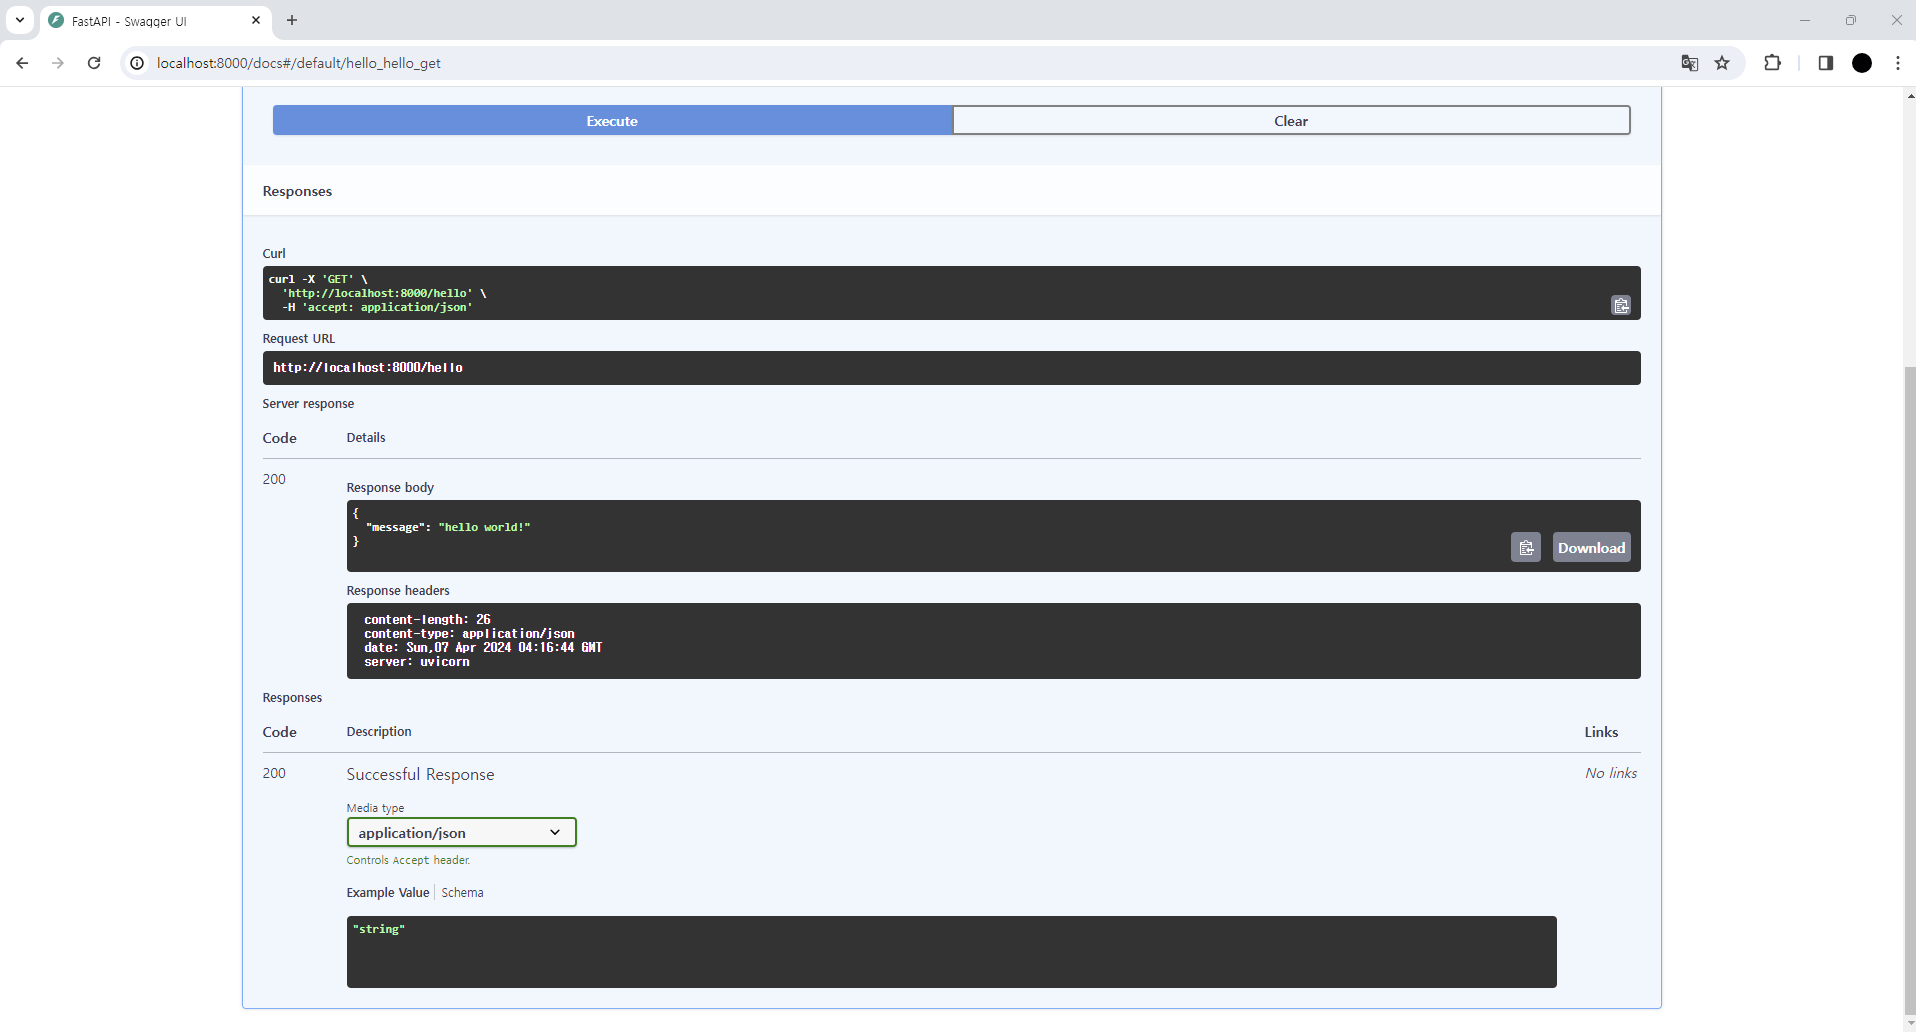 FastAPI - Swagger UI
localhost:8000/docs#/default/hello_hello_get
Execute
Clear
Responses
Curl
curl -X 'GET' \
'http://localhost:8000/hello' \
-H 'accept: application/json'
Request URL
http://localhost:8000/hello
Server response
Code Details
200
Response body
{
"message": "hello world!"
}
Download
Response headers
content-length: 26
content-type: application/json
date: Sun,07 Apr 2024 04:16:44 GMT
server: uvicorn
Responses
Code Description Links
200 Successful Response No links
Media type
application/json
Controls Accept header.
Example Value Schema
"string"